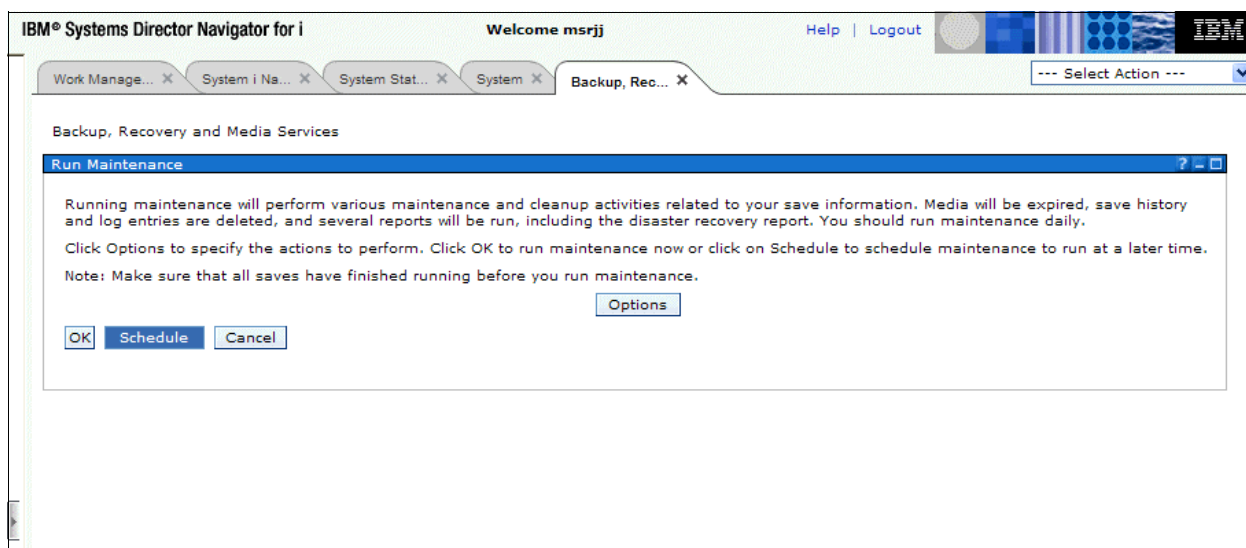 IBM® Systems Director Navigator for i
Welcome msrjj
Help | Logout
IBM
Work Manage... X
System i Na... X
System Stat... X
System X
Backup, Rec... X
--- Select Action ---
Backup, Recovery and Media Services
Run Maintenance
?
Running maintenance will perform various maintenance and cleanup activities related to your save information. Media will be expired, save history
and log entries are deleted, and several reports will be run, including the disaster recovery report. You should run maintenance daily.
Click Options to specify the actions to perform. Click OK to run maintenance now or click on Schedule to schedule maintenance to run at a later time.
Note: Make sure that all saves have finished running before you run maintenance.
Options
OK
Schedule
Cancel